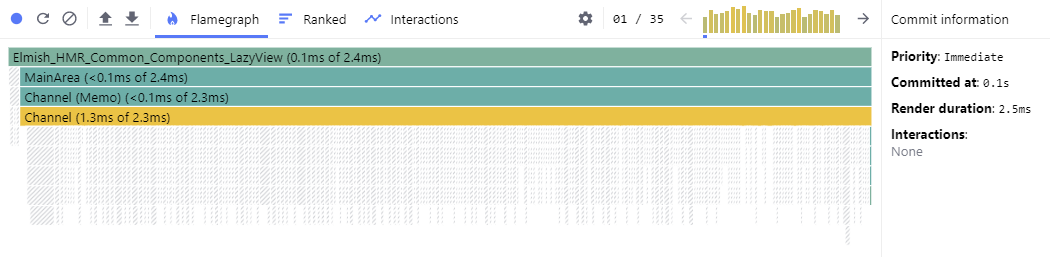 Flamegraph Ranked Interactions 01 / 35 Commit information
Elmish_HMR_Common_Components_LazyView (0.1ms of 2.4ms)
MainArea (<0.1ms of 2.4ms)
Channel (Memo) (<0.1ms of 2.3ms)
Channel (1.3ms of 2.3ms)
Priority: Immediate
Committed at: 0.1s
Render duration: 2.5ms
Interactions:
None